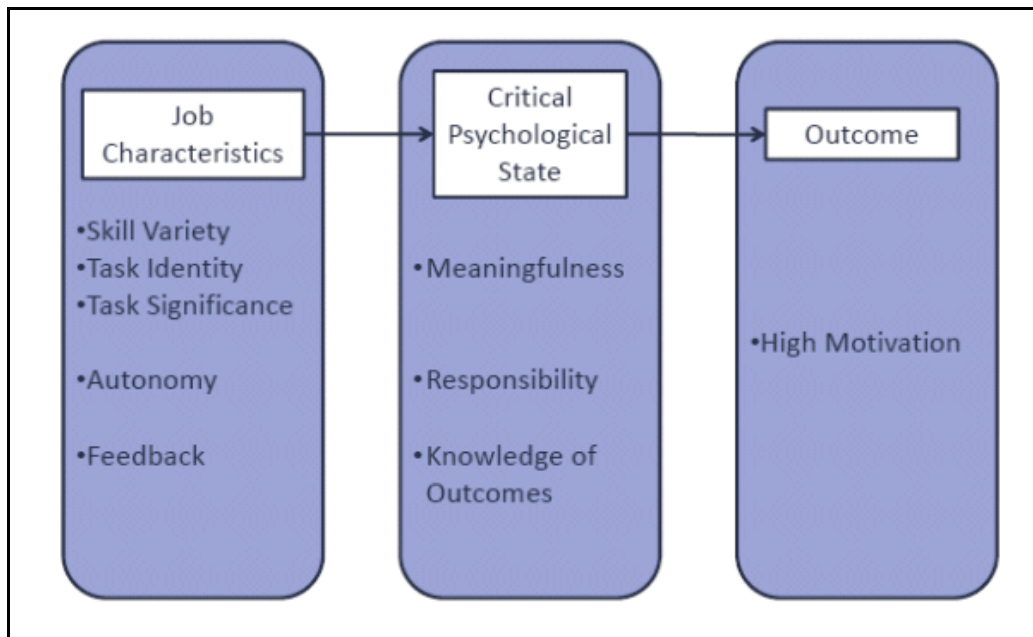 Job
Characteristics
•Skill Variety
•Task Identity
•Task Significance
•Autonomy
•Feedback
Critical
Psychological
State
•Meaningfulness
•Responsibility
•Knowledge of
Outcomes
Outcome
•High Motivation